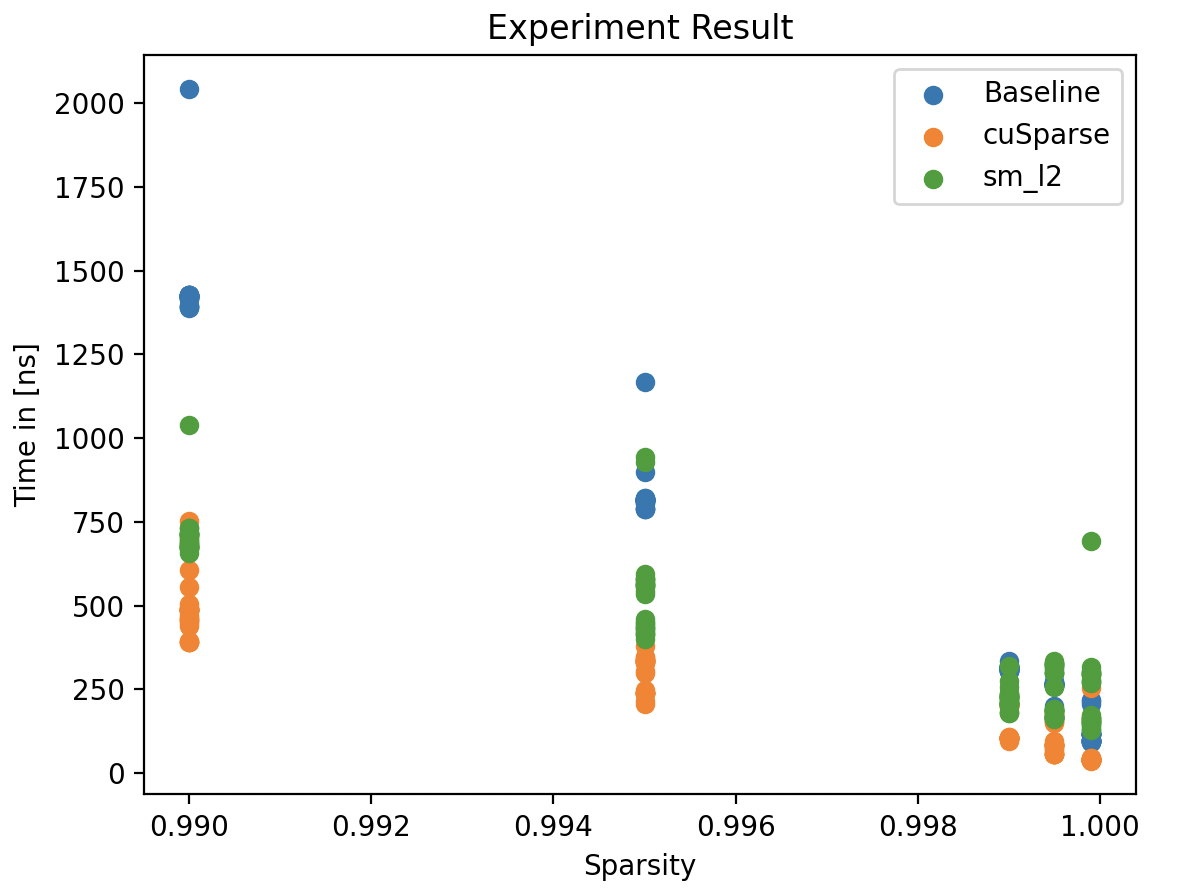 Experiment Result
Baseline
cuSparse
sm_l2
Time in [ns]
2000
1750
1500
1250
1000
750
500
250
0
0.990 0.992 0.994 0.996 0.998 1.000
Sparsity